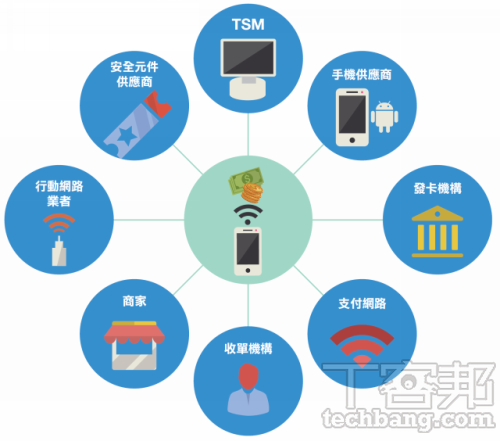 TSM
手機供應商
發卡機構
支付網路
收單機構
商家
行動網路
業者
安全元件
供應商
T客邦
techbang.com